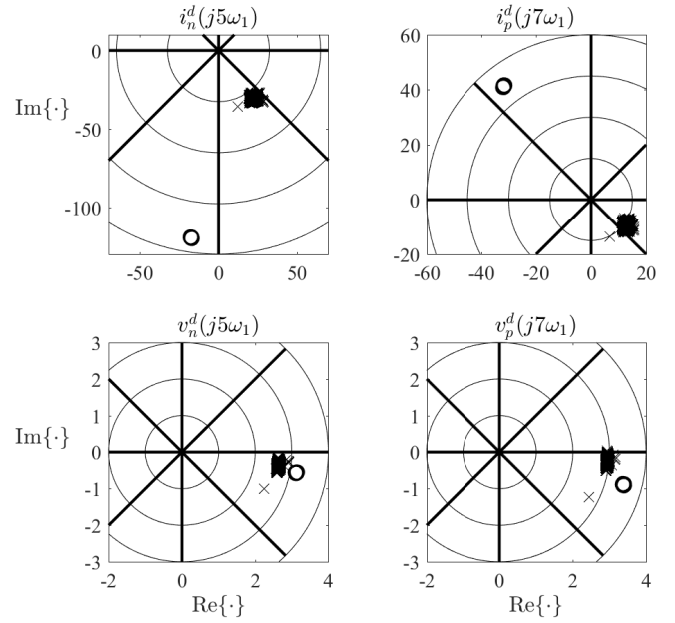 i_n^d(j5ω_1)
i_p^d(j 7ω_1)
0
-50
-100
Im{·}
-50 0 50
60
40
20
0
-20
-60 -40 -20 0 20
v_n^d(j5ω_1)
v_p^d(j7ω_1)
3
2
1
0
-1
-2
-3
Im{·}
-2 0 2 4
Re{·}
3
2
1
0
-1
-2
-3
-2 0 2 4
Re{·}